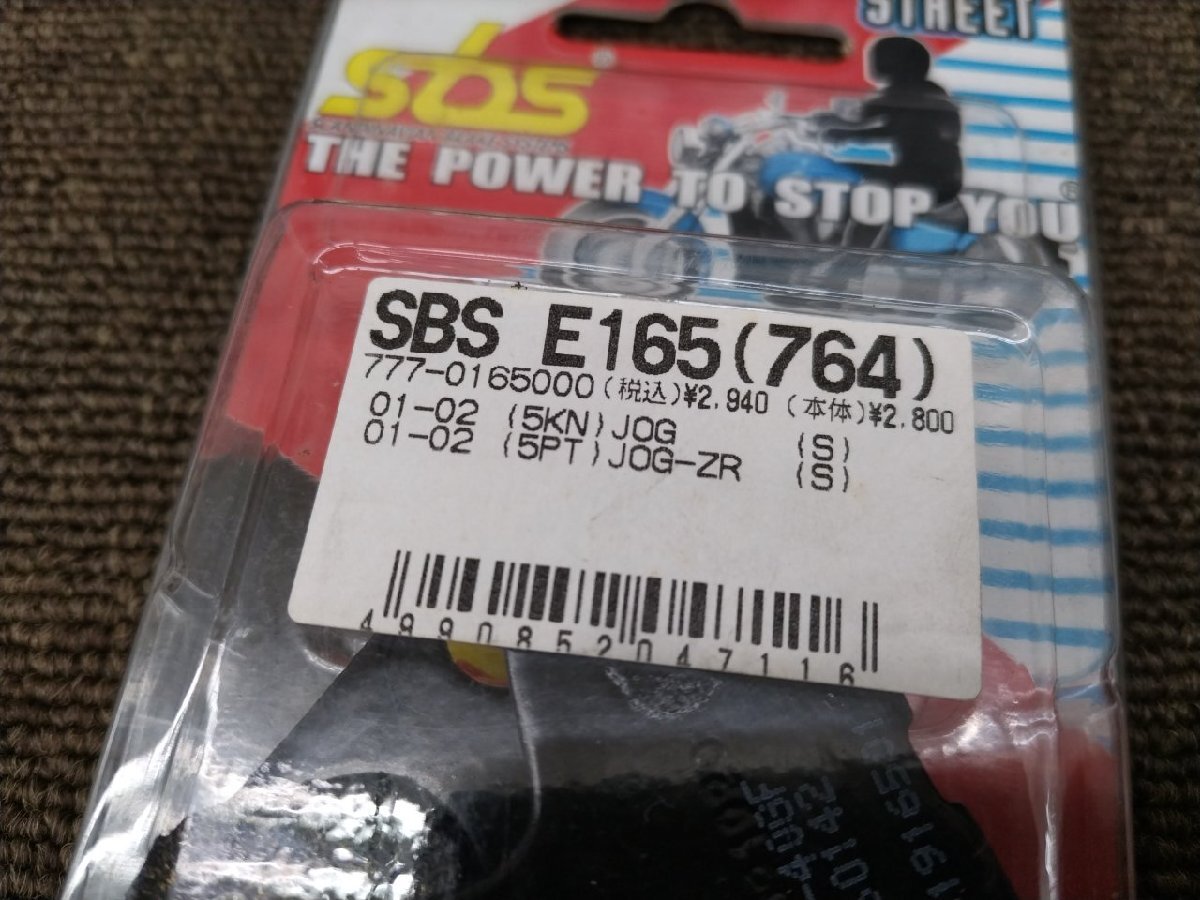 STREET
sbs®
THE POWER TO STOP YOU
SBS E165(764)
777-0165000(税込)¥2,940 (本体)¥2,800
01-02 {5KN}JOG {S}
01-02 {5PT}JOG-ZR {S}
4990852047116